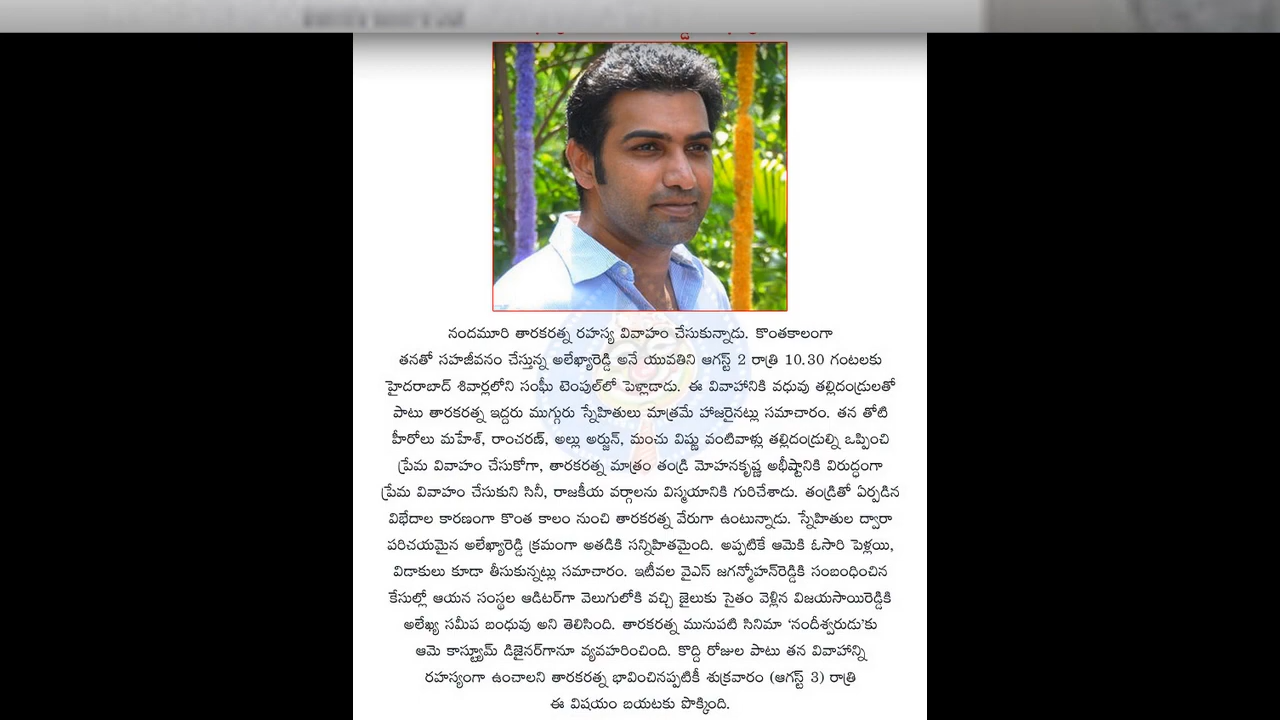 నందమూరి తారకరత్న రహస్య వివాహం చేసుకున్నాడు. కొంతకాలంగా
తనతో సహజీవనం చేస్తున్న అలేఖ్యారెడ్డి అనే యువతిని ఆగస్ట్ 2 రాత్రి 10.30 గంటలకు
హైదరాబాద్ శివార్లలోని సంఘీ టెంపుల్‌లో పెళ్లాడాడు. ఈ వివాహానికి వధువు తల్లిదండ్రులతో
పాటు తారకరత్న ఇద్దరు ముగ్గురు స్నేహితులు మాత్రమే హాజరైనట్లు సమాచారం. తన తోటి
హీరోలు మహేశ్, రాంచరణ్, అల్లు అర్జున్, మంచు విష్ణు వంటివాళ్లు తల్లిదండ్రుల్ని ఒప్పించి
ప్రేమ వివాహం చేసుకోగా, తారకరత్న మాత్రం తండ్రి మోహనకృష్ణ అభీష్టానికి విరుద్ధంగా
ప్రేమ వివాహం చేసుకుని సినీ, రాజకీయ వర్గాలను విస్మయానికి గురిచేశాడు. తండ్రితో ఏర్పడిన
విభేదాల కారణంగా కొంత కాలం నుంచి తారకరత్న వేరుగా ఉంటున్నాడు. స్నేహితుల ద్వారా
పరిచయమైన అలేఖ్యారెడ్డి క్రమంగా అతడికి సన్నిహితమైంది. అప్పటికే ఆమెకి ఓసారి పెళ్లయి,
విడాకులు కూడా తీసుకున్నట్లు సమాచారం. ఇటీవల వైఎస్ జగన్మోహన్‌రెడ్డికి సంబంధించిన
కేసుల్లో ఆయన సంస్థల ఆడిటర్‌గా వెలుగులోకి వచ్చి జైలుకు సైతం వెళ్లిన విజయసాయిరెడ్డికి
అలేఖ్య సమీప బంధువు అని తెలిసింది. తారకరత్న మునుపటి సినిమా 'నందీశ్వరుడు'కు
ఆమె కాస్ట్యూమ్ డిజైనర్‌గానూ వ్యవహరించింది. కొద్ది రోజుల పాటు తన వివాహాన్ని
రహస్యంగా ఉంచాలని తారకరత్న భావించినప్పటికీ శుక్రవారం (ఆగస్ట్ 3) రాత్రి
ఈ విషయం బయటకు పొక్కింది.